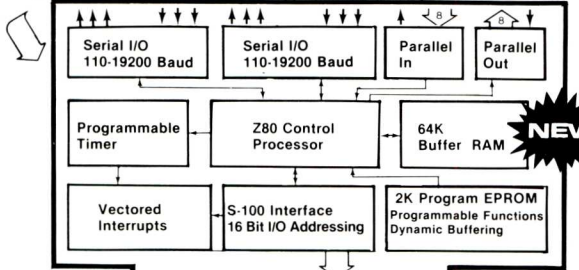 8
8
Serial I/O
110-19200 Baud
Serial I/O
110-19200 Baud
Parallel
In
Parallel
Out
Programmable
Timer
Z80 Control
Processor
64K
Buffer RAM
NEW
Vectored
Interrupts
S-100 Interface
16 Bit I/O Addressing
2K Program EPROM
Programmable Functions
Dynamic Buffering